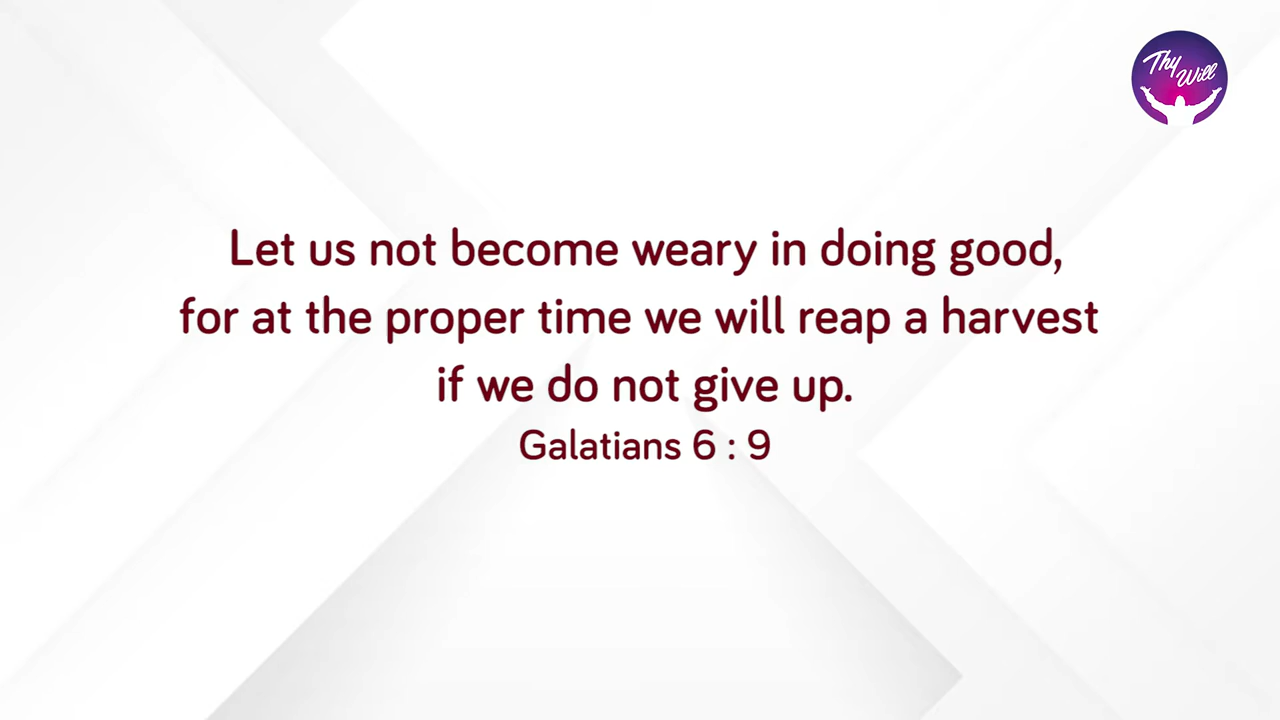 Thy
Will
Let us not become weary in doing good,
for at the proper time we will reap a harvest
if we do not give up.
Galatians 6 : 9